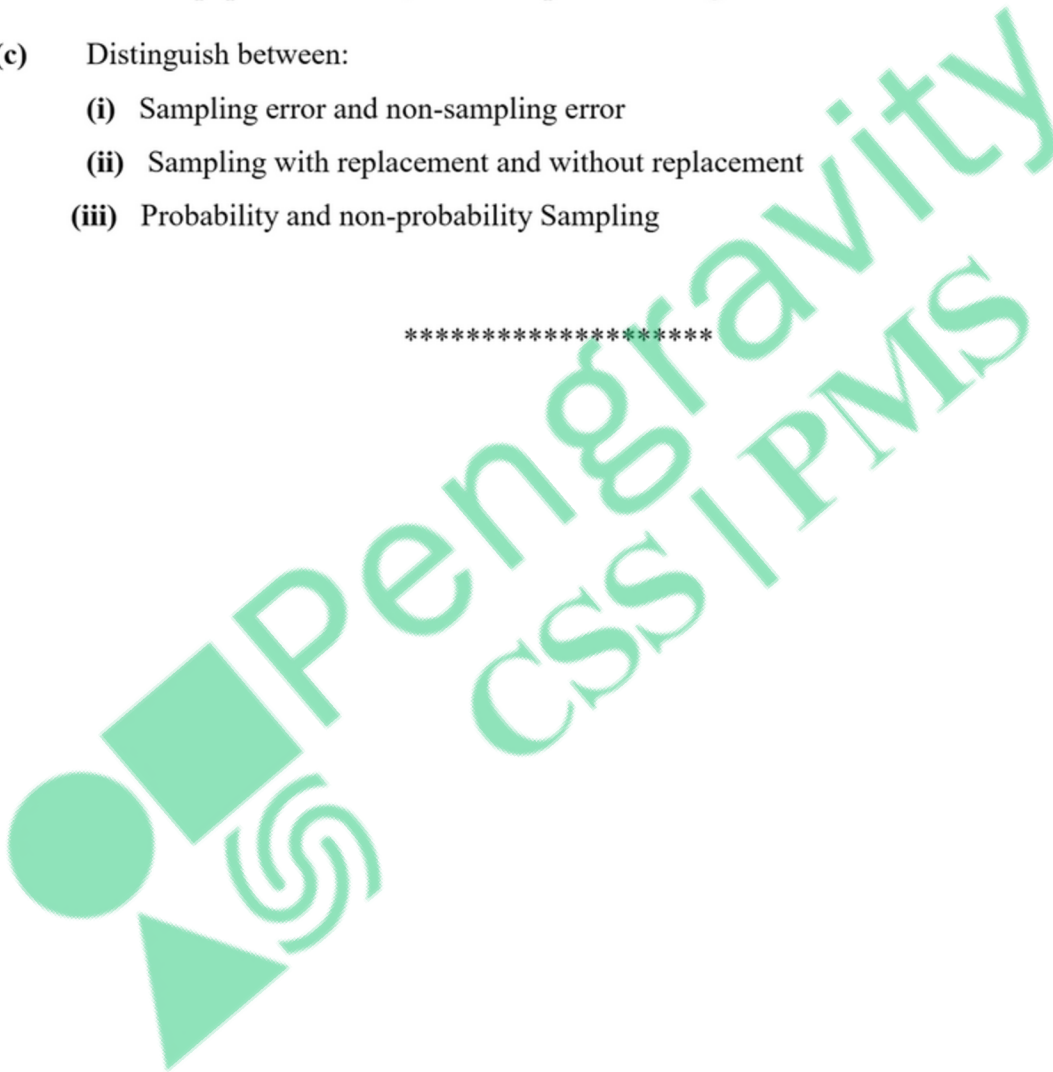 (c) Distinguish between:
(i) Sampling error and non-sampling error
(ii) Sampling with replacement and without replacement
(iii) Probability and non-probability Sampling
********************
Pengravity
CSS | PMS